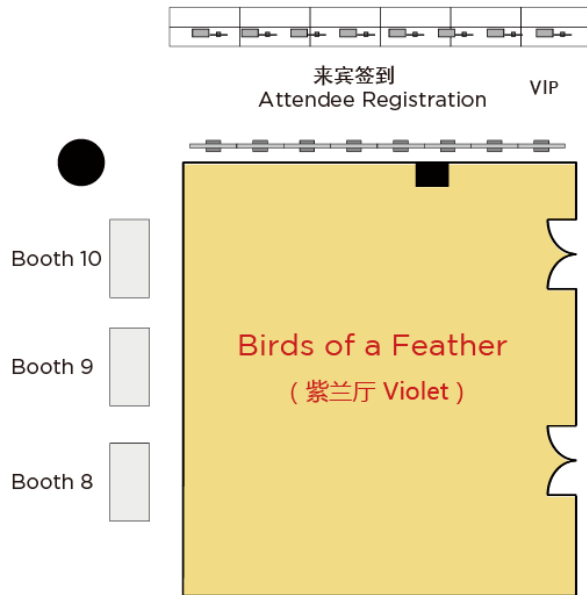 来宾签到
Attendee Registration
VIP
Booth 10
Birds of a Feather
( 紫兰厅 Violet )
Booth 9
Booth 8